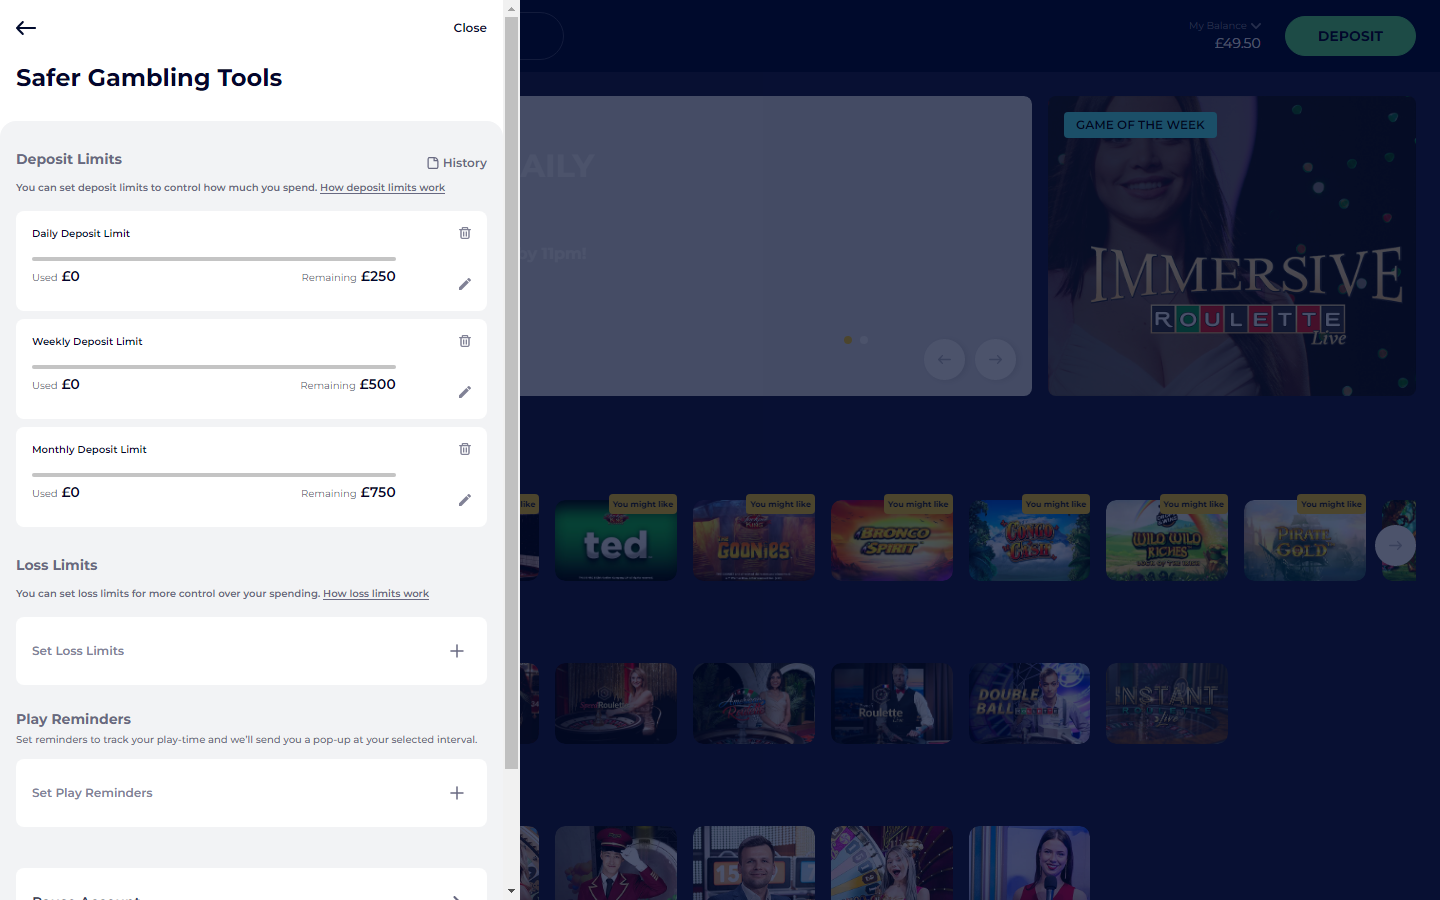 Close
Safer Gambling Tools
Deposit Limits
History
You can set deposit limits to control how much you spend. How deposit limits work
Daily Deposit Limit
Used £0 Remaining £250
Weekly Deposit Limit
Used £0 Remaining £500
Monthly Deposit Limit
Used £0 Remaining £750
Loss Limits
You can set loss limits for more control over your spending. How loss limits work
Set Loss Limits
Play Reminders
Set reminders to track your play-time and we'll send you a pop-up at your selected interval.
Set Play Reminders
Pause Account
My Balance
£49.50
DEPOSIT
AILY
by 11pm!
GAME OF THE WEEK
IMMERSIVE
ROULETTE
Live
like
You might like
You might like
You might like
You might like
You might like
You might like
ted
THE GOONIES
BRONCO SPIRIT
WILD WILD RICHES
PIRATE GOLD
Roulette
Roulette
DOUBLE BALL
INSTANT
15